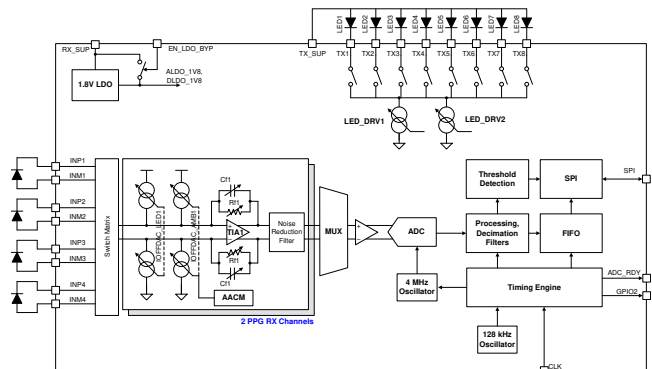 LED1
LED2
LED3
LED4
LED5
LED6
LED7
LED8
RX_SUP
EN_LDO_BYP
TX_SUP
TX1
TX2
TX3
TX4
TX5
TX6
TX7
TX8
1.8V LDO
ALDO_1V8,
DLDO_1V8
LED_DRV1
LED_DRV2
INP1
INM1
INP2
INM2
INP3
INM3
INP4
INM4
Switch Matrix
IOFFDAC_LED1
IOFFDAC_AMB1
Cf1
Rf1
+
TIA1
-
Rf1
Cf1
AACM
Noise
Reduction
Filter
2 PPG RX Channels
MUX
+
-
ADC
4 MHz
Oscillator
Threshold
Detection
SPI
SPI
Processing,
Decimation
Filters
FIFO
Timing Engine
ADC_RDY
GPIO2
128 kHz
Oscillator
CLK